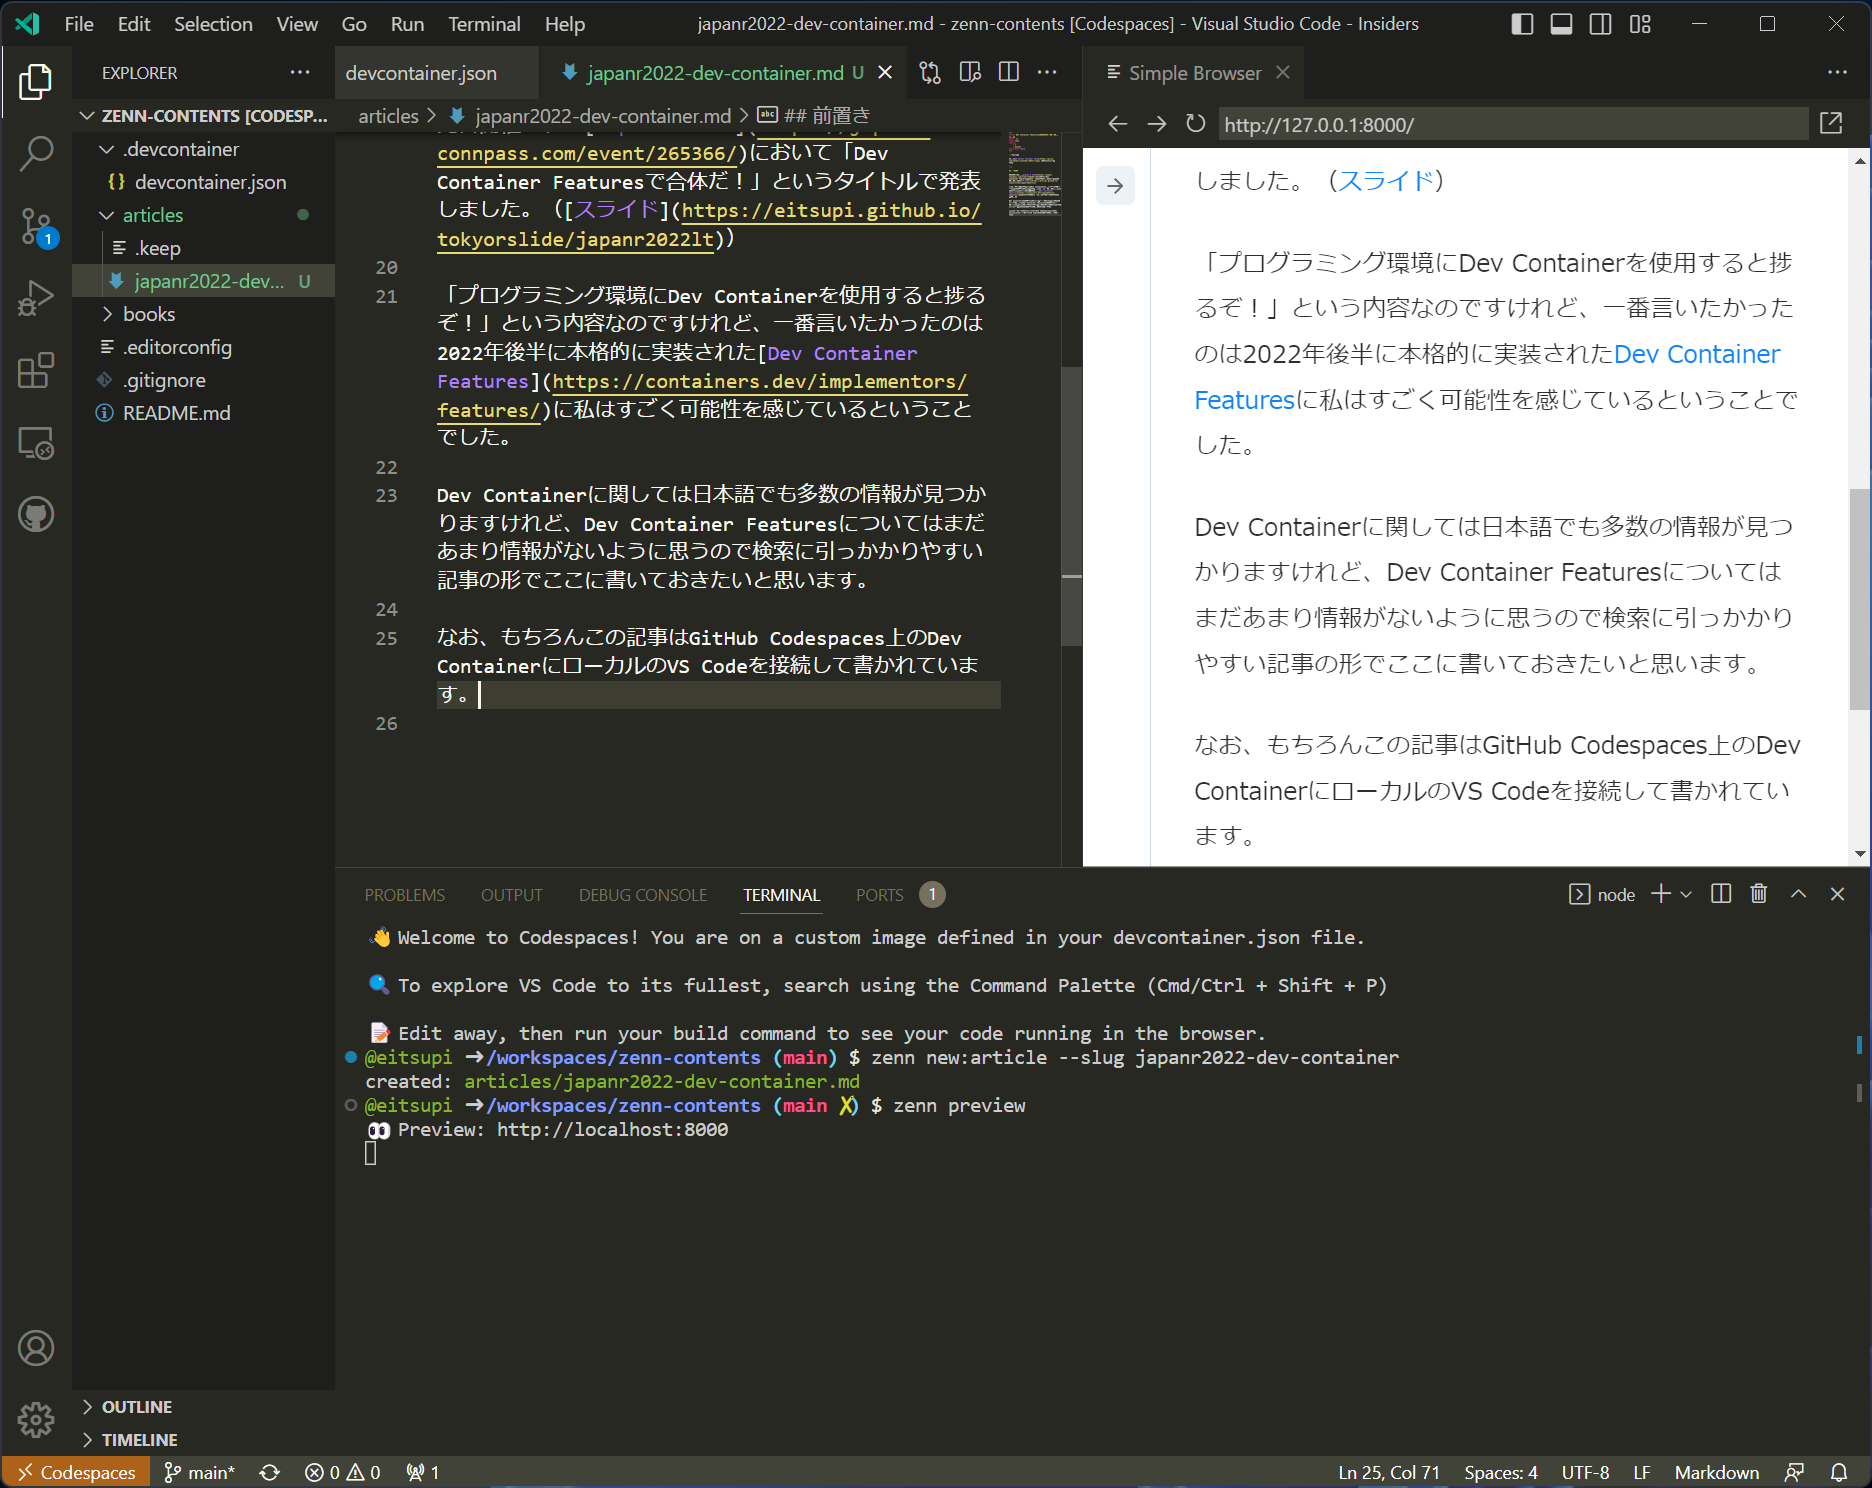 File Edit Selection View Go Run Terminal Help
japanr2022-dev-container.md - zenn-contents [Codespaces] - Visual Studio Code - Insiders
EXPLORER
ZENN-CONTENTS [CODESP...
.devcontainer
devcontainer.json
articles
.keep
japanr2022-dev... U
books
.editorconfig
.gitignore
README.md
OUTLINE
TIMELINE
1
devcontainer.json
japanr2022-dev-container.md U
articles > japanr2022-dev-container.md > abc ## 前置き
connpass.com/event/265366/)において「Dev
Container Featuresで合体だ！」というタイトルで発表
しました。（[スライド](https://eitsupi.github.io/
tokyorslide/japanr2022lt)）
20
21 「プログラミング環境にDev Containerを使用すると捗る
ぞ！」という内容なのですけれど、一番言いたかったのは
2022年後半に本格的に実装された[Dev Container
Features](https://containers.dev/implementors/
features/)に私はすごく可能性を感じているということ
でした。
22
23 Dev Containerに関しては日本語でも多数の情報が見つか
りますけれど、Dev Container Featuresについてはまだ
あまり情報がないように思うので検索に引っかかりやすい
記事の形でここに書いておきたいと思います。
24
25 なお、もちろんこの記事はGitHub Codespaces上のDev
ContainerにローカルのVS Codeを接続して書かれていま
す。
26
Simple Browser
http://127.0.0.1:8000/
しました。（スライド）
「プログラミング環境にDev Containerを使用すると捗
るぞ！」という内容なのですけれど、一番言いたかった
のは2022年後半に本格的に実装されたDev Container
Featuresに私はすごく可能性を感じているということで
した。
Dev Containerに関しては日本語でも多数の情報が見つ
かりますけれど、Dev Container Featuresについては
まだあまり情報がないように思うので検索に引っかかり
やすい記事の形でここに書いておきたいと思います。
なお、もちろんこの記事はGitHub Codespaces上のDev
ContainerにローカルのVS Codeを接続して書かれてい
ます。
PROBLEMS OUTPUT DEBUG CONSOLE TERMINAL PORTS 1
node
👋 Welcome to Codespaces! You are on a custom image defined in your devcontainer.json file.
🔍 To explore VS Code to its fullest, search using the Command Palette (Cmd/Ctrl + Shift + P)
📝 Edit away, then run your build command to see your code running in the browser.
@eitsupi ➜/workspaces/zenn-contents (main) $ zenn new:article --slug japanr2022-dev-container
created: articles/japanr2022-dev-container.md
@eitsupi ➜/workspaces/zenn-contents (main ✗) $ zenn preview
👀 Preview: http://localhost:8000
Codespaces main* 0 0 1
Ln 25, Col 71 Spaces: 4 UTF-8 LF Markdown